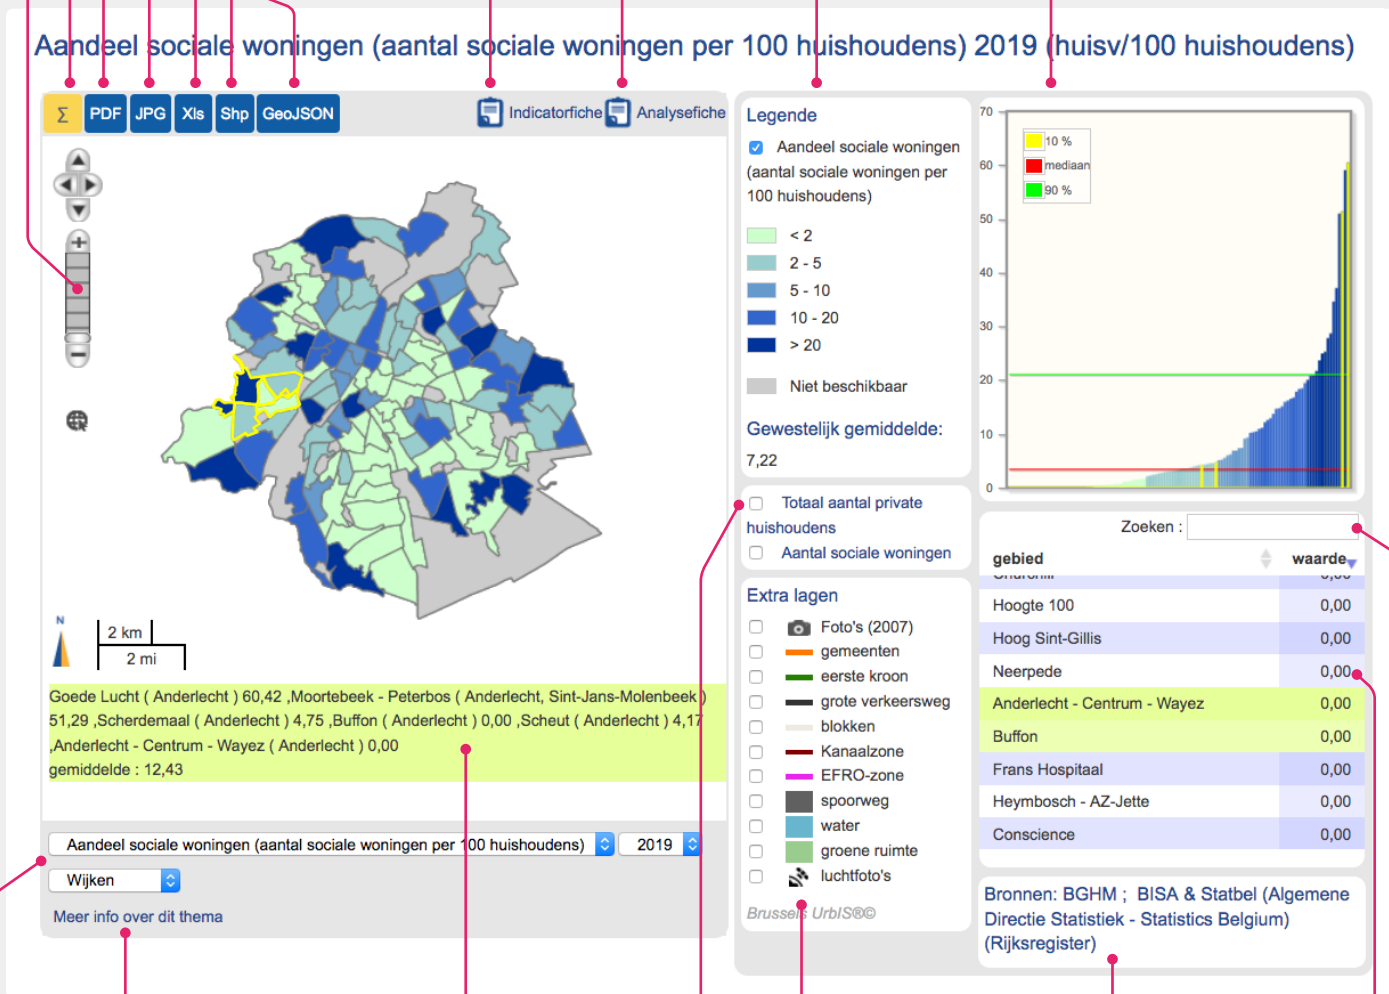 Aandeel sociale woningen (aantal sociale woningen per 100 huishoudens) 2019 (huisv/100 huishoudens)
Σ PDF JPG Xls Shp GeoJSON
Indicatorfiche Analysefiche
N
2 km
2 mi
Goede Lucht ( Anderlecht ) 60,42 ,Moortebeek - Peterbos ( Anderlecht, Sint-Jans-Molenbeek )
51,29 ,Scherdemaal ( Anderlecht ) 4,75 ,Buffon ( Anderlecht ) 0,00 ,Scheut ( Anderlecht ) 4,17
,Anderlecht - Centrum - Wayez ( Anderlecht ) 0,00
gemiddelde : 12,43
Aandeel sociale woningen (aantal sociale woningen per 100 huishoudens) 2019
Wijken
Meer info over dit thema
Legende
Aandeel sociale woningen
(aantal sociale woningen per
100 huishoudens)
< 2
2 - 5
5 - 10
10 - 20
> 20
Niet beschikbaar
Gewestelijk gemiddelde:
7,22
Totaal aantal private
huishoudens
Aantal sociale woningen
Extra lagen
Foto's (2007)
gemeenten
eerste kroon
grote verkeersweg
blokken
Kanaalzone
EFRO-zone
spoorweg
water
groene ruimte
luchtfoto's
Brussels UrbIS®©
70
60
50
40
30
20
10
0
10 %
mediaan
90 %
Zoeken :
gebied waarde
Churchill 0,00
Hoogte 100 0,00
Hoog Sint-Gillis 0,00
Neerpede 0,00
Anderlecht - Centrum - Wayez 0,00
Buffon 0,00
Frans Hospitaal 0,00
Heymbosch - AZ-Jette 0,00
Conscience 0,00
Bronnen: BGHM ; BISA & Statbel (Algemene
Directie Statistiek - Statistics Belgium)
(Rijksregister)